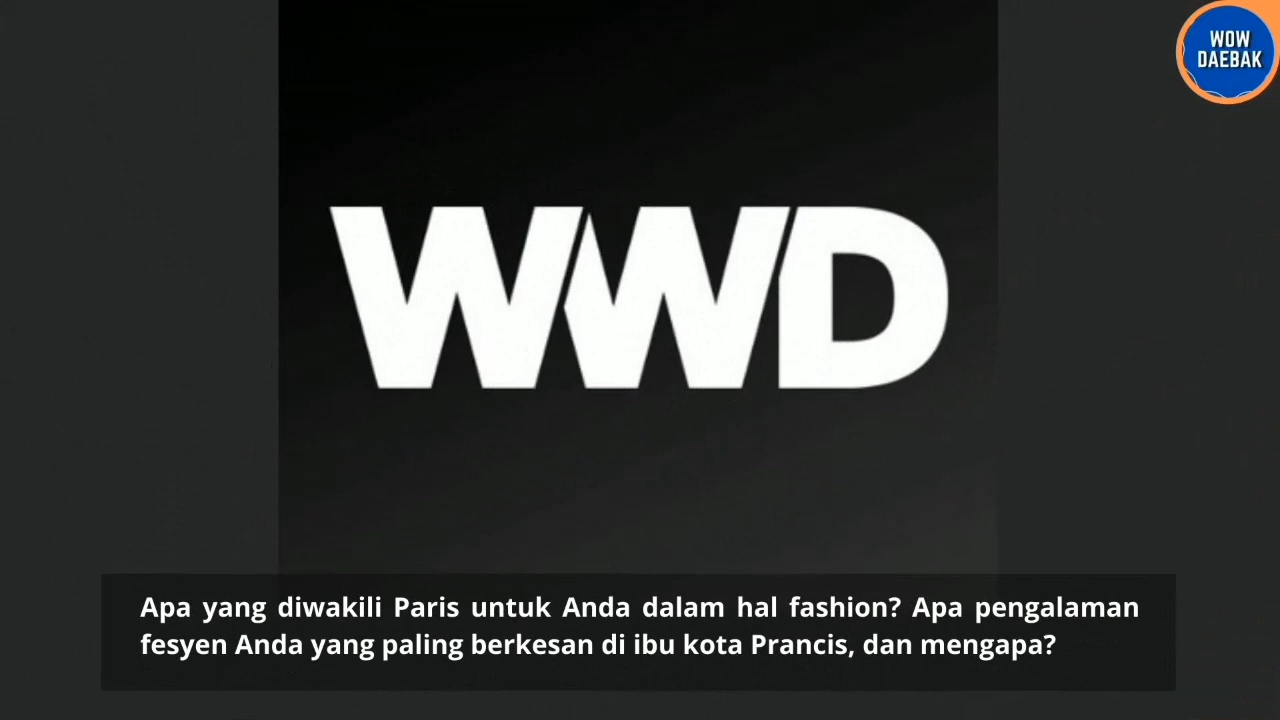 WOW
DAEBAK
WWD
Apa yang diwakili Paris untuk Anda dalam hal fashion? Apa pengalaman
fesyen Anda yang paling berkesan di ibu kota Prancis, dan mengapa?